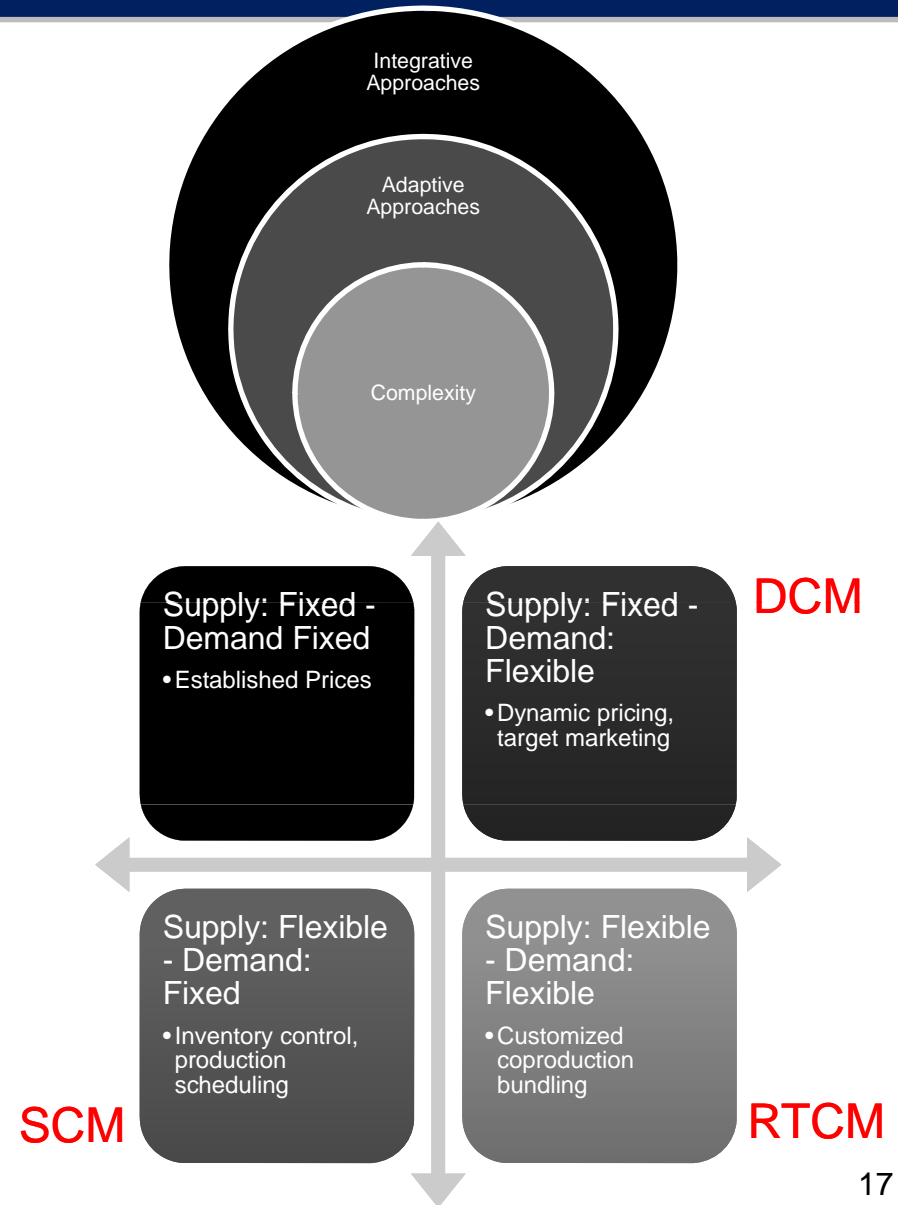 Integrative
Approaches
Adaptive
Approaches
Complexity
Supply: Fixed -
Demand Fixed
•Established Prices
Supply: Fixed -
Demand:
Flexible
•Dynamic pricing,
target marketing
DCM
Supply: Flexible
- Demand:
Fixed
•Inventory control,
production
scheduling
SCM
Supply: Flexible
- Demand:
Flexible
•Customized
coproduction
bundling
RTCM
17